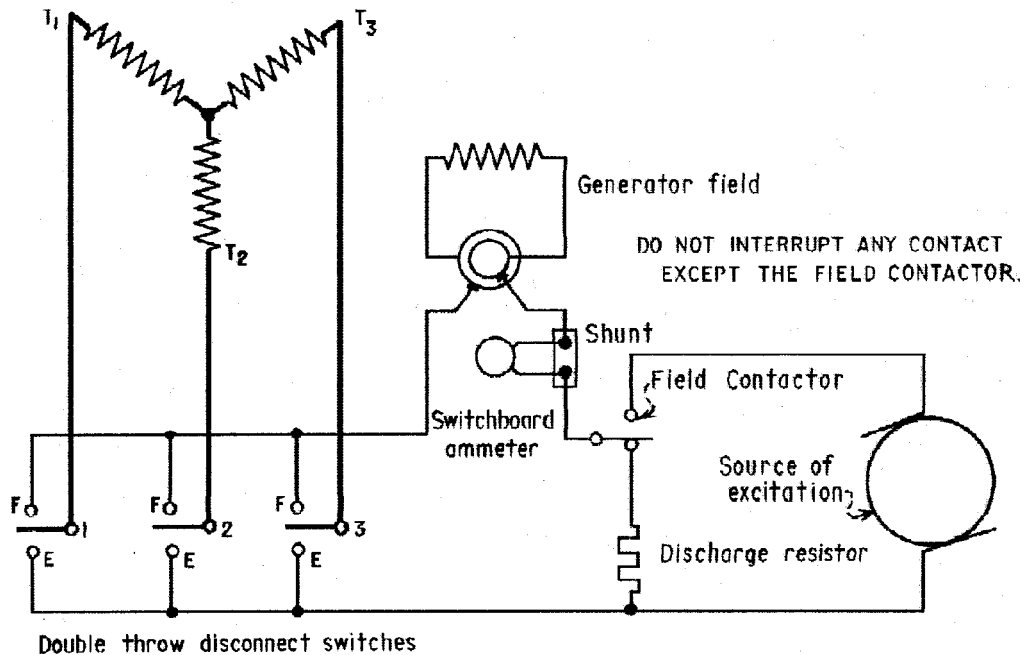 T1
T3
T2
Generator field
DO NOT INTERRUPT ANY CONTACT
EXCEPT THE FIELD CONTACTOR.
Shunt
Field Contactor
Switchboard
ammeter
Source of
excitation
F
1
F
2
F
3
E
E
E
Discharge resistor
Double throw disconnect switches